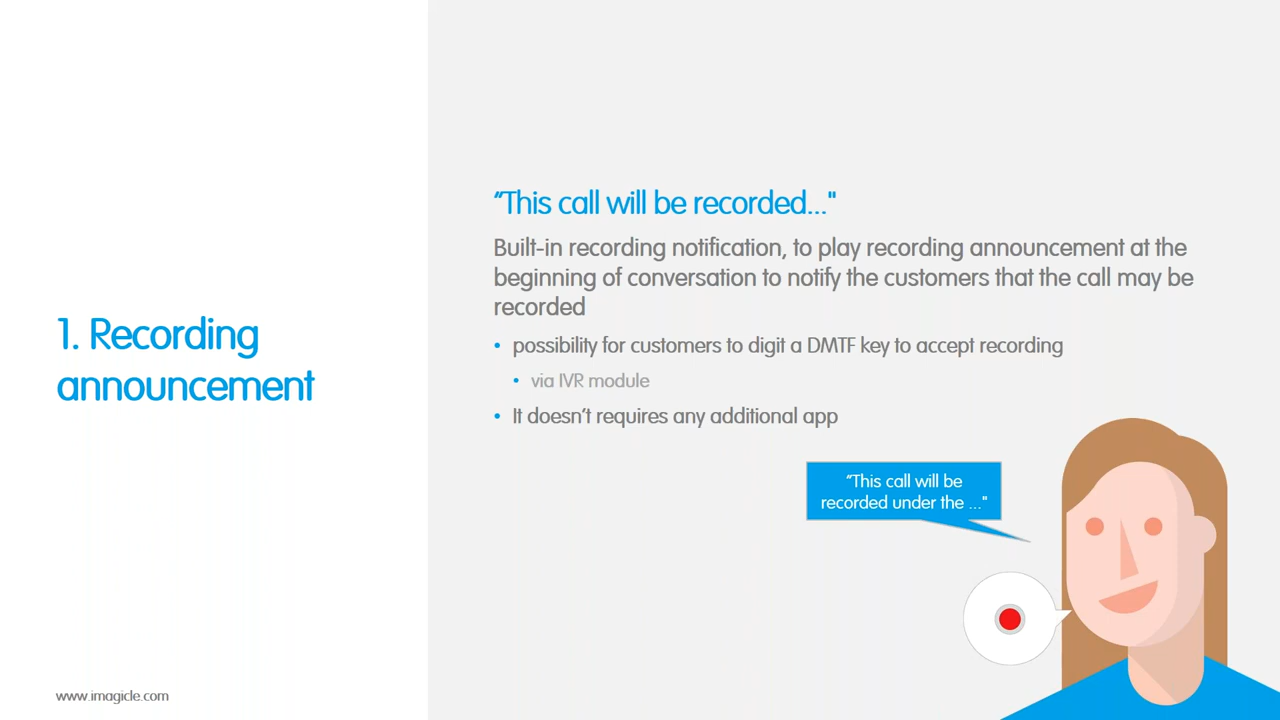 1. Recording
announcement
“This call will be recorded..."
Built-in recording notification, to play recording announcement at the
beginning of conversation to notify the customers that the call may be
recorded
• possibility for customers to digit a DMTF key to accept recording
• via IVR module
• It doesn’t requires any additional app
“This call will be
recorded under the ..."
www.imagicle.com